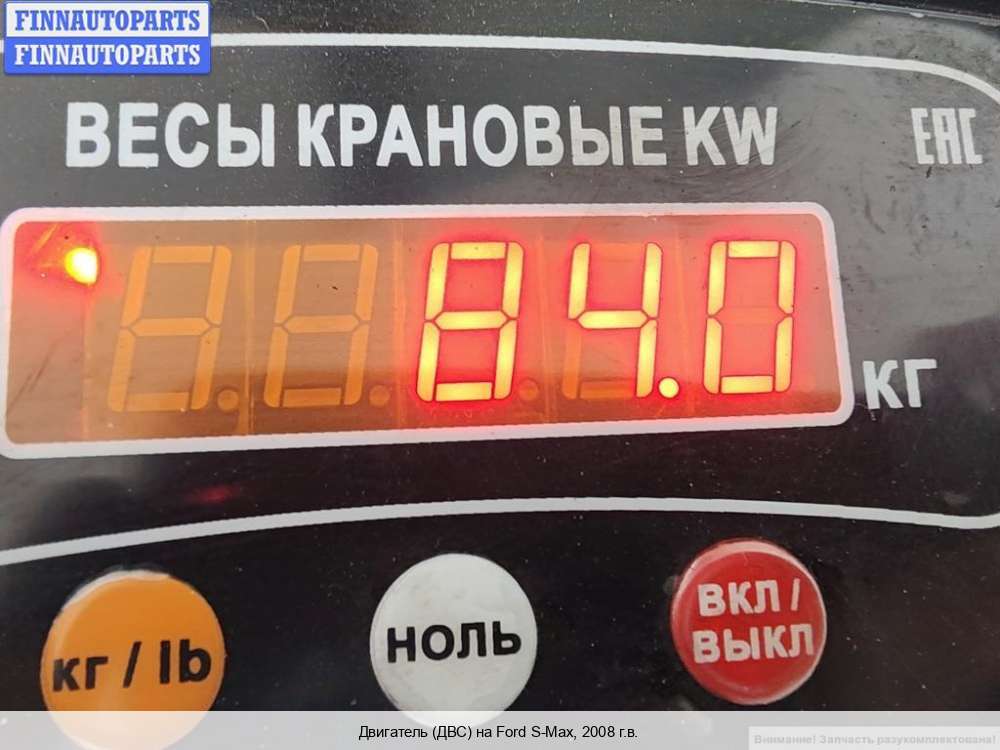 FINNAUTOPARTS
FINNAUTOPARTS
ВЕСЫ КРАНОВЫЕ KW
EAC
84.0
КГ
кг / lb
НОЛЬ
ВКЛ /
ВЫКЛ
Двигатель (ДВС) на Ford S-Max, 2008 г.в.
Внимание! Запчасть разукомплектована!